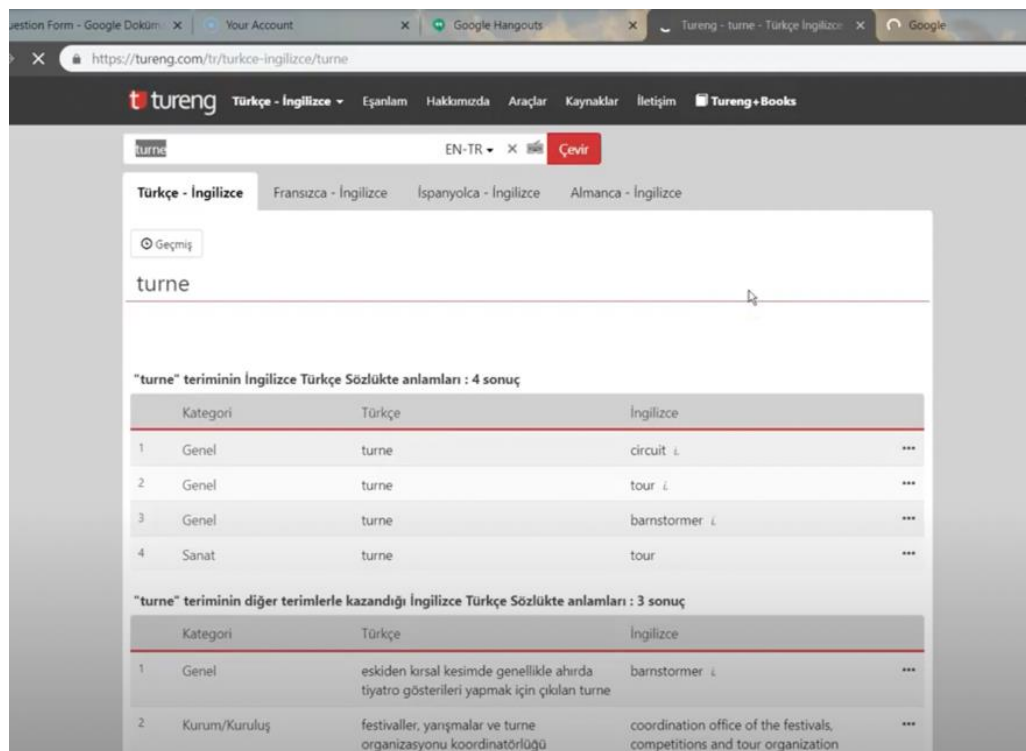 uestion Form - Google Doküm
Your Account
Google Hangouts
Tureng - turne - Türkçe İngilizce
Google
https://tureng.com/tr/turkce-ingilizce/turne
tureng Türkçe - İngilizce Eşanlam Hakkımızda Araçlar Kaynaklar İletişim Tureng+Books
turne EN-TR Çevir
Türkçe - İngilizce Fransızca - İngilizce İspanyolca - İngilizce Almanca - İngilizce
Geçmiş
turne
"turne" teriminin İngilizce Türkçe Sözlükte anlamları : 4 sonuç
Kategori Türkçe İngilizce
1 Genel turne circuit i.
2 Genel turne tour i.
3 Genel turne barnstormer i.
4 Sanat turne tour
"turne" teriminin diğer terimlerle kazandığı İngilizce Türkçe Sözlükte anlamları : 3 sonuç
Kategori Türkçe İngilizce
1 Genel eskiden kırsal kesimde genellikle ahırda barnstormer i.
tiyatro gösterileri yapmak için çıkılan turne
2 Kurum/Kuruluş festivaller, yarışmalar ve turne coordination office of the festivals,
organizasyonu koordinatörlüğü competitions and tour organization